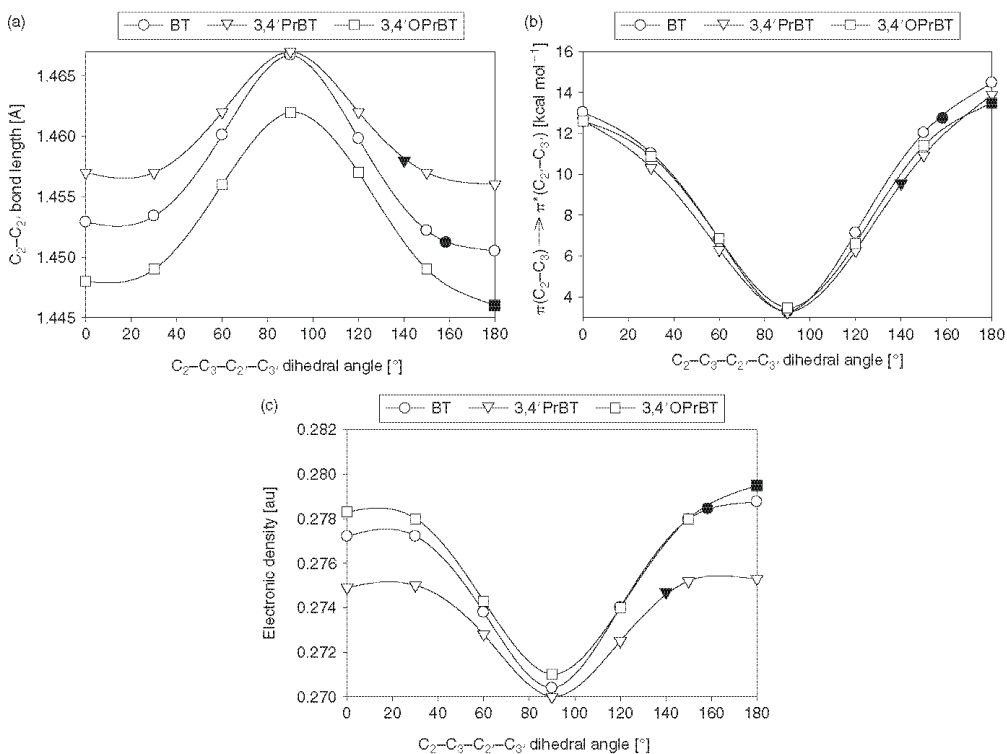 (a)
BT 3,4'PrBT 3,4'OPrBT
C2–C2' bond length [A]
1.465
1.460
1.455
1.450
1.445
0 20 40 60 80 100 120 140 160 180
C2–C3–C2'–C3' dihedral angle [°]
(b)
BT 3,4'PrBT 3,4'OPrBT
π(C2–C3) ⟶ π*(C2'–C3') [kcal mol−1]
16
14
12
10
8
6
4
0 20 40 60 80 100 120 140 160 180
C2–C3–C2'–C3' dihedral angle [°]
(c)
BT 3,4'PrBT 3,4'OPrBT
Electronic density [au]
0.282
0.280
0.278
0.276
0.274
0.272
0.270
0 20 40 60 80 100 120 140 160 180
C2–C3–C2'–C3' dihedral angle [°]